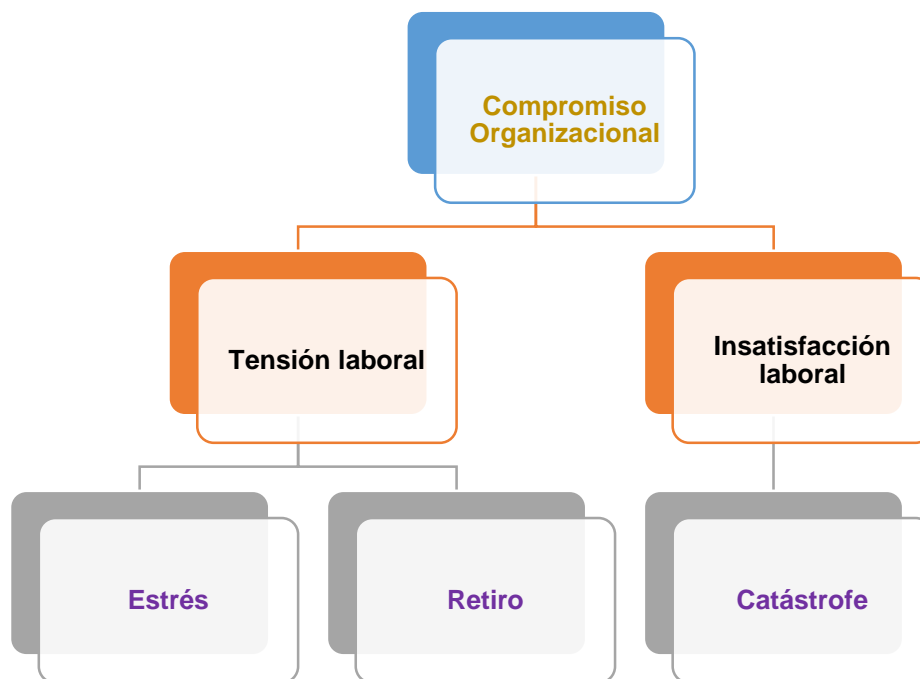 Compromiso
Organizacional
Tensión laboral
Insatisfacción
laboral
Estrés
Retiro
Catástrofe